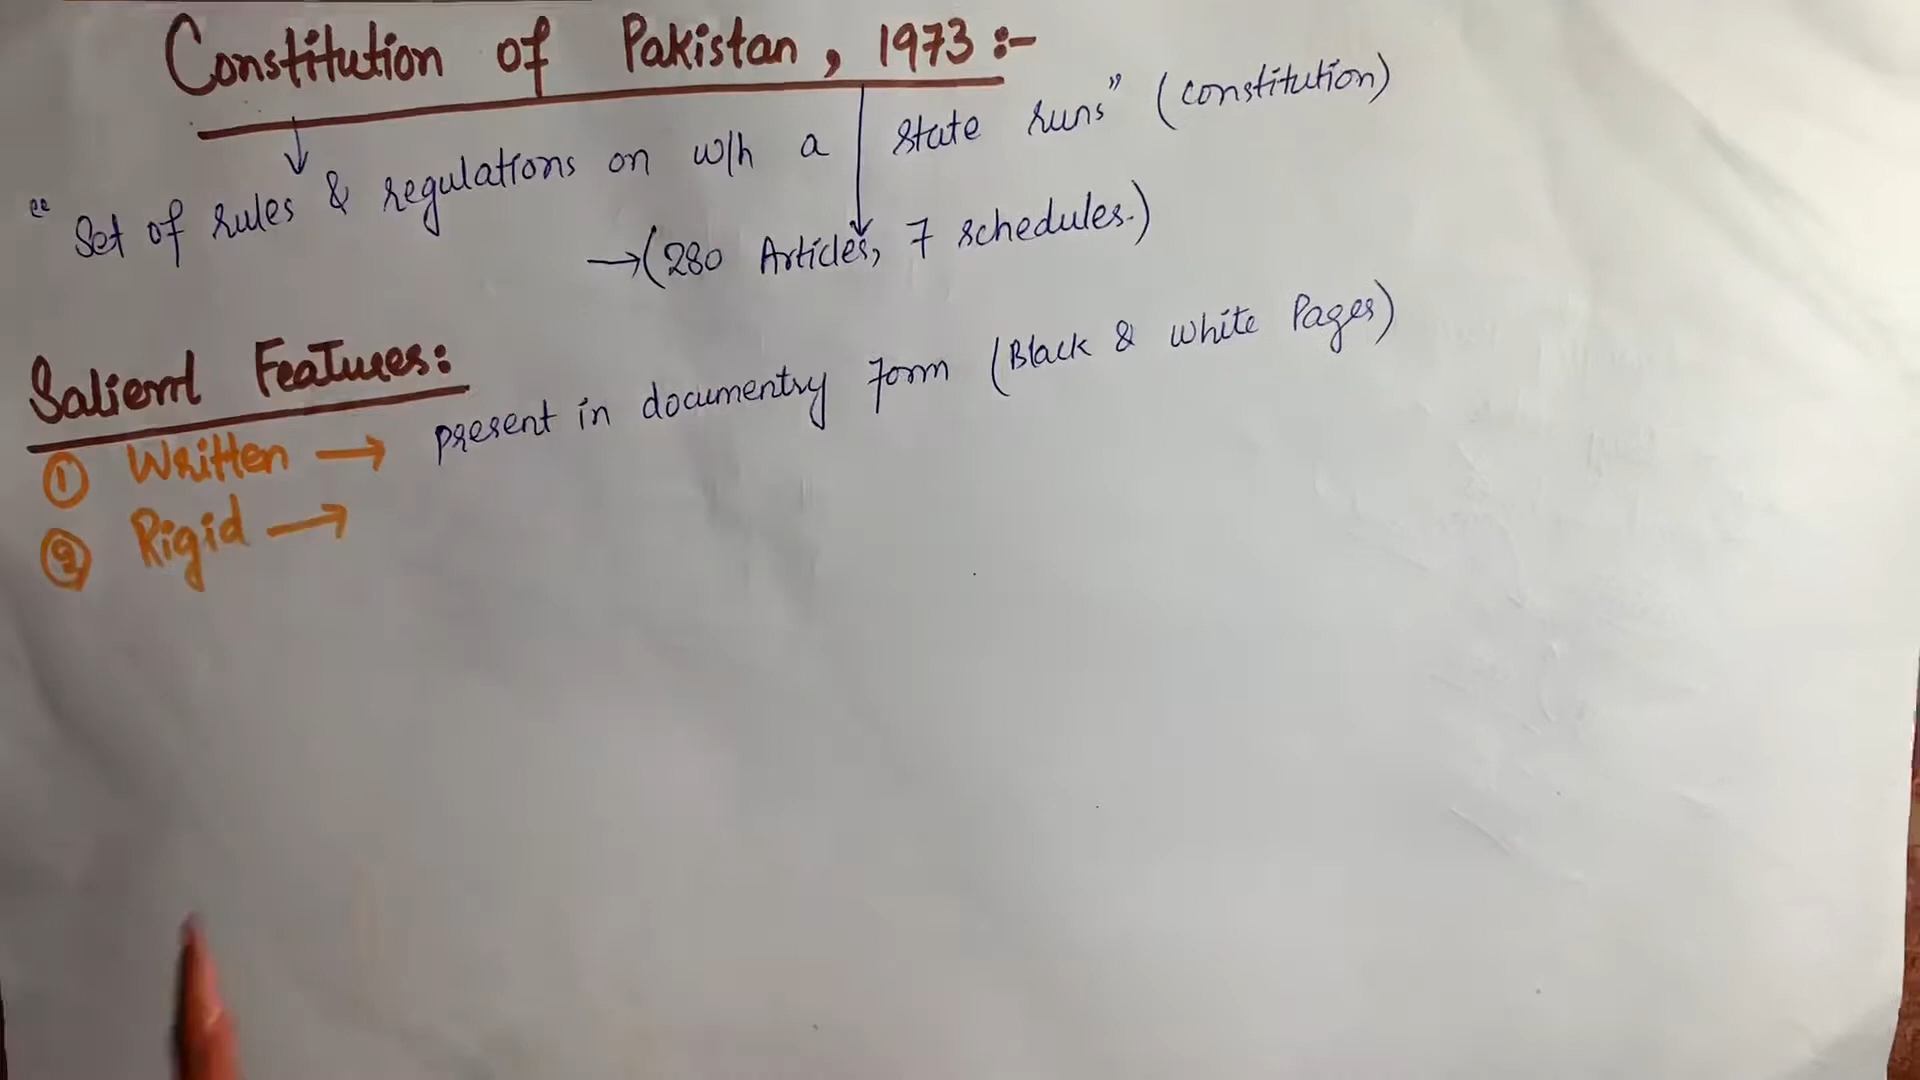 Constitution of Pakistan, 1973:-
"Set of rules & regulations on w/h a state runs" (constitution)
→(280 Articles, 7 schedules.)
Salient Features:
① Written → present in documentry form (Black & white Pages)
② Rigid →